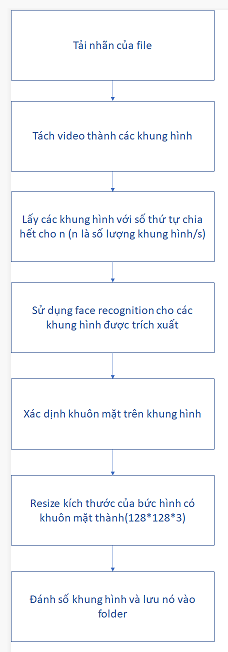 Tải nhãn của file
Tách video thành các khung hình
Lấy các khung hình với số thứ tự chia
hết cho n (n là số lượng khung hình/s)
Sử dụng face recognition cho các
khung hình được trích xuất
Xác dịnh khuôn mặt trên khung hình
Resize kích thước của bức hình có
khuôn mặt thành(128*128*3)
Đánh số khung hình và lưu nó vào
folder